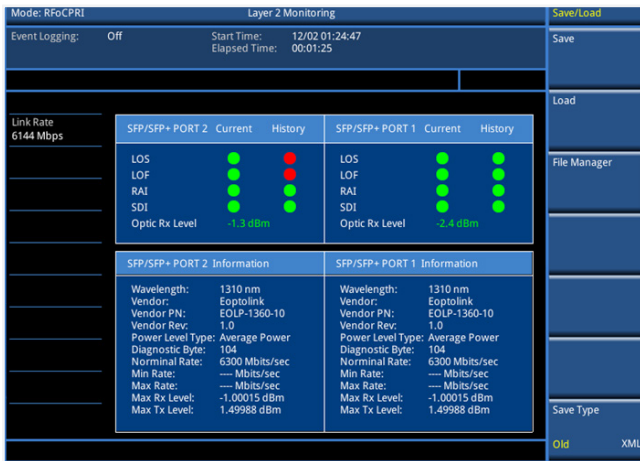 Mode: RFoCPRI
Layer 2 Monitoring
Save/Load
Event Logging: Off
Start Time: 12/02 01:24:47
Elapsed Time: 00:01:25
Save
Load
File Manager
Save Type
Old XML
Link Rate
6144 Mbps
SFP/SFP+ PORT 2 Current History
LOS
LOF
RAI
SDI
Optic Rx Level -1.3 dBm
SFP/SFP+ PORT 1 Current History
LOS
LOF
RAI
SDI
Optic Rx Level -2.4 dBm
SFP/SFP+ PORT 2 Information
Wavelength: 1310 nm
Vendor: Eoptolink
Vendor PN: EOLP-1360-10
Vendor Rev: 1.0
Power Level Type: Average Power
Diagnostic Byte: 104
Norminal Rate: 6300 Mbits/sec
Min Rate: ---- Mbits/sec
Max Rate: ---- Mbits/sec
Max Rx Level: -1.00015 dBm
Max Tx Level: 1.49988 dBm
SFP/SFP+ PORT 1 Information
Wavelength: 1310 nm
Vendor: Eoptolink
Vendor PN: EOLP-1360-10
Vendor Rev: 1.0
Power Level Type: Average Power
Diagnostic Byte: 104
Norminal Rate: 6300 Mbits/sec
Min Rate: ---- Mbits/sec
Max Rate: ---- Mbits/sec
Max Rx Level: -1.00015 dBm
Max Tx Level: 1.49988 dBm